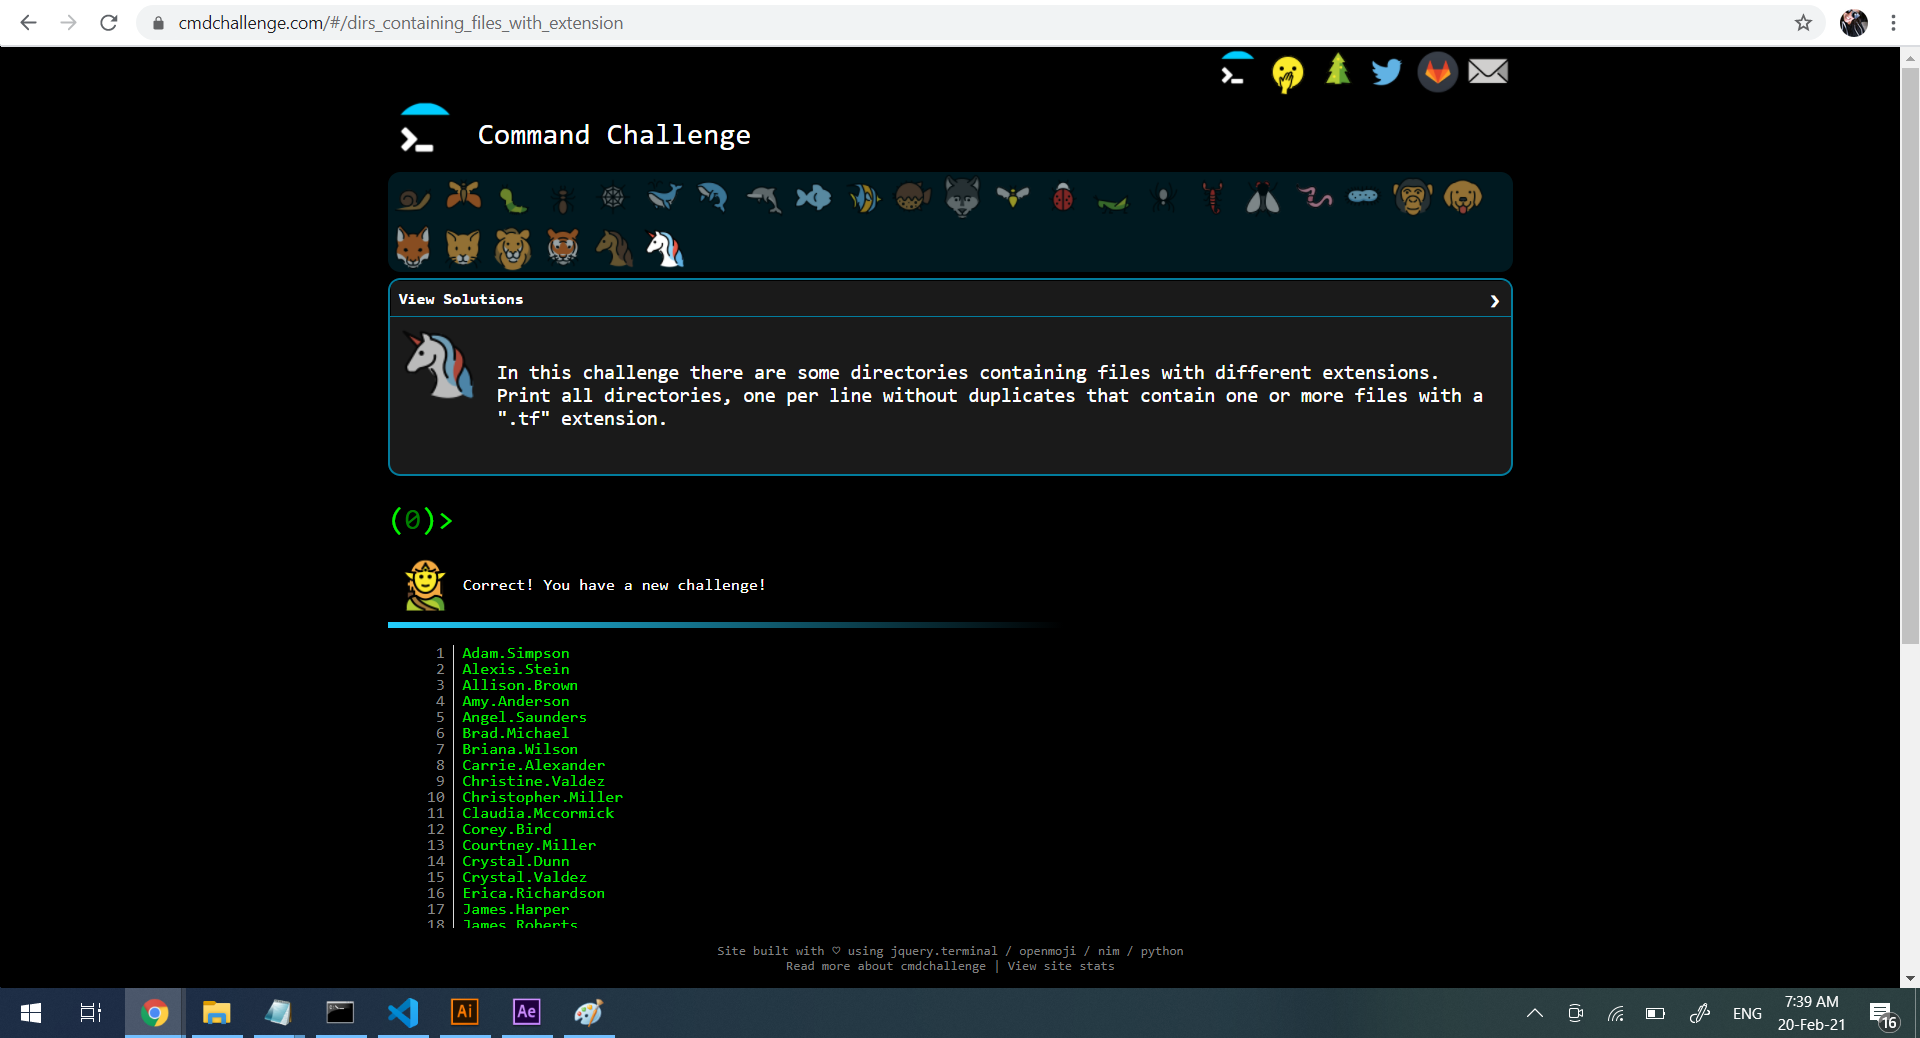 cmdchallenge.com/#/dirs_containing_files_with_extension
Command Challenge
View Solutions
In this challenge there are some directories containing files with different extensions.
Print all directories, one per line without duplicates that contain one or more files with a
".tf" extension.
(0)>
Correct! You have a new challenge!
1 Adam.Simpson
2 Alexis.Stein
3 Allison.Brown
4 Amy.Anderson
5 Angel.Saunders
6 Brad.Michael
7 Briana.Wilson
8 Carrie.Alexander
9 Christine.Valdez
10 Christopher.Miller
11 Claudia.Mccormick
12 Corey.Bird
13 Courtney.Miller
14 Crystal.Dunn
15 Crystal.Valdez
16 Erica.Richardson
17 James.Harper
18 James.Roberts
Site built with ♡ using jquery.terminal / openmoji / nim / python
Read more about cmdchallenge | View site stats
Ai
Ae
ENG
7:39 AM
20-Feb-21
16